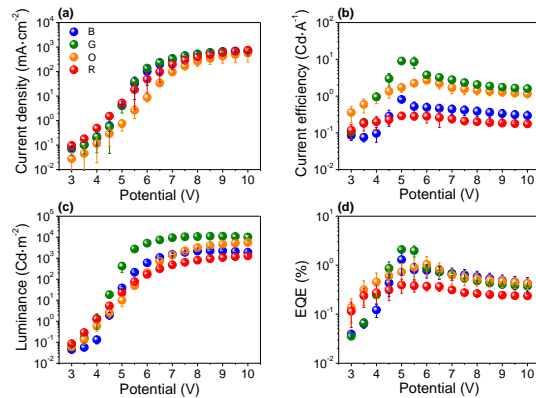 (a)
Current density (mA·cm⁻²)
10⁴
10³
10²
10¹
10⁰
10⁻¹
10⁻²
B
G
O
R
3 4 5 6 7 8 9 10
Potential (V)
(b)
Current efficiency (Cd·A⁻¹)
10²
10¹
10⁰
10⁻¹
10⁻²
3 4 5 6 7 8 9 10
Potential (V)
(c)
Luminance (Cd·m⁻²)
10⁵
10⁴
10³
10²
10¹
10⁰
10⁻¹
10⁻²
3 4 5 6 7 8 9 10
Potential (V)
(d)
EQE (%)
10¹
10⁰
10⁻¹
10⁻²
3 4 5 6 7 8 9 10
Potential (V)